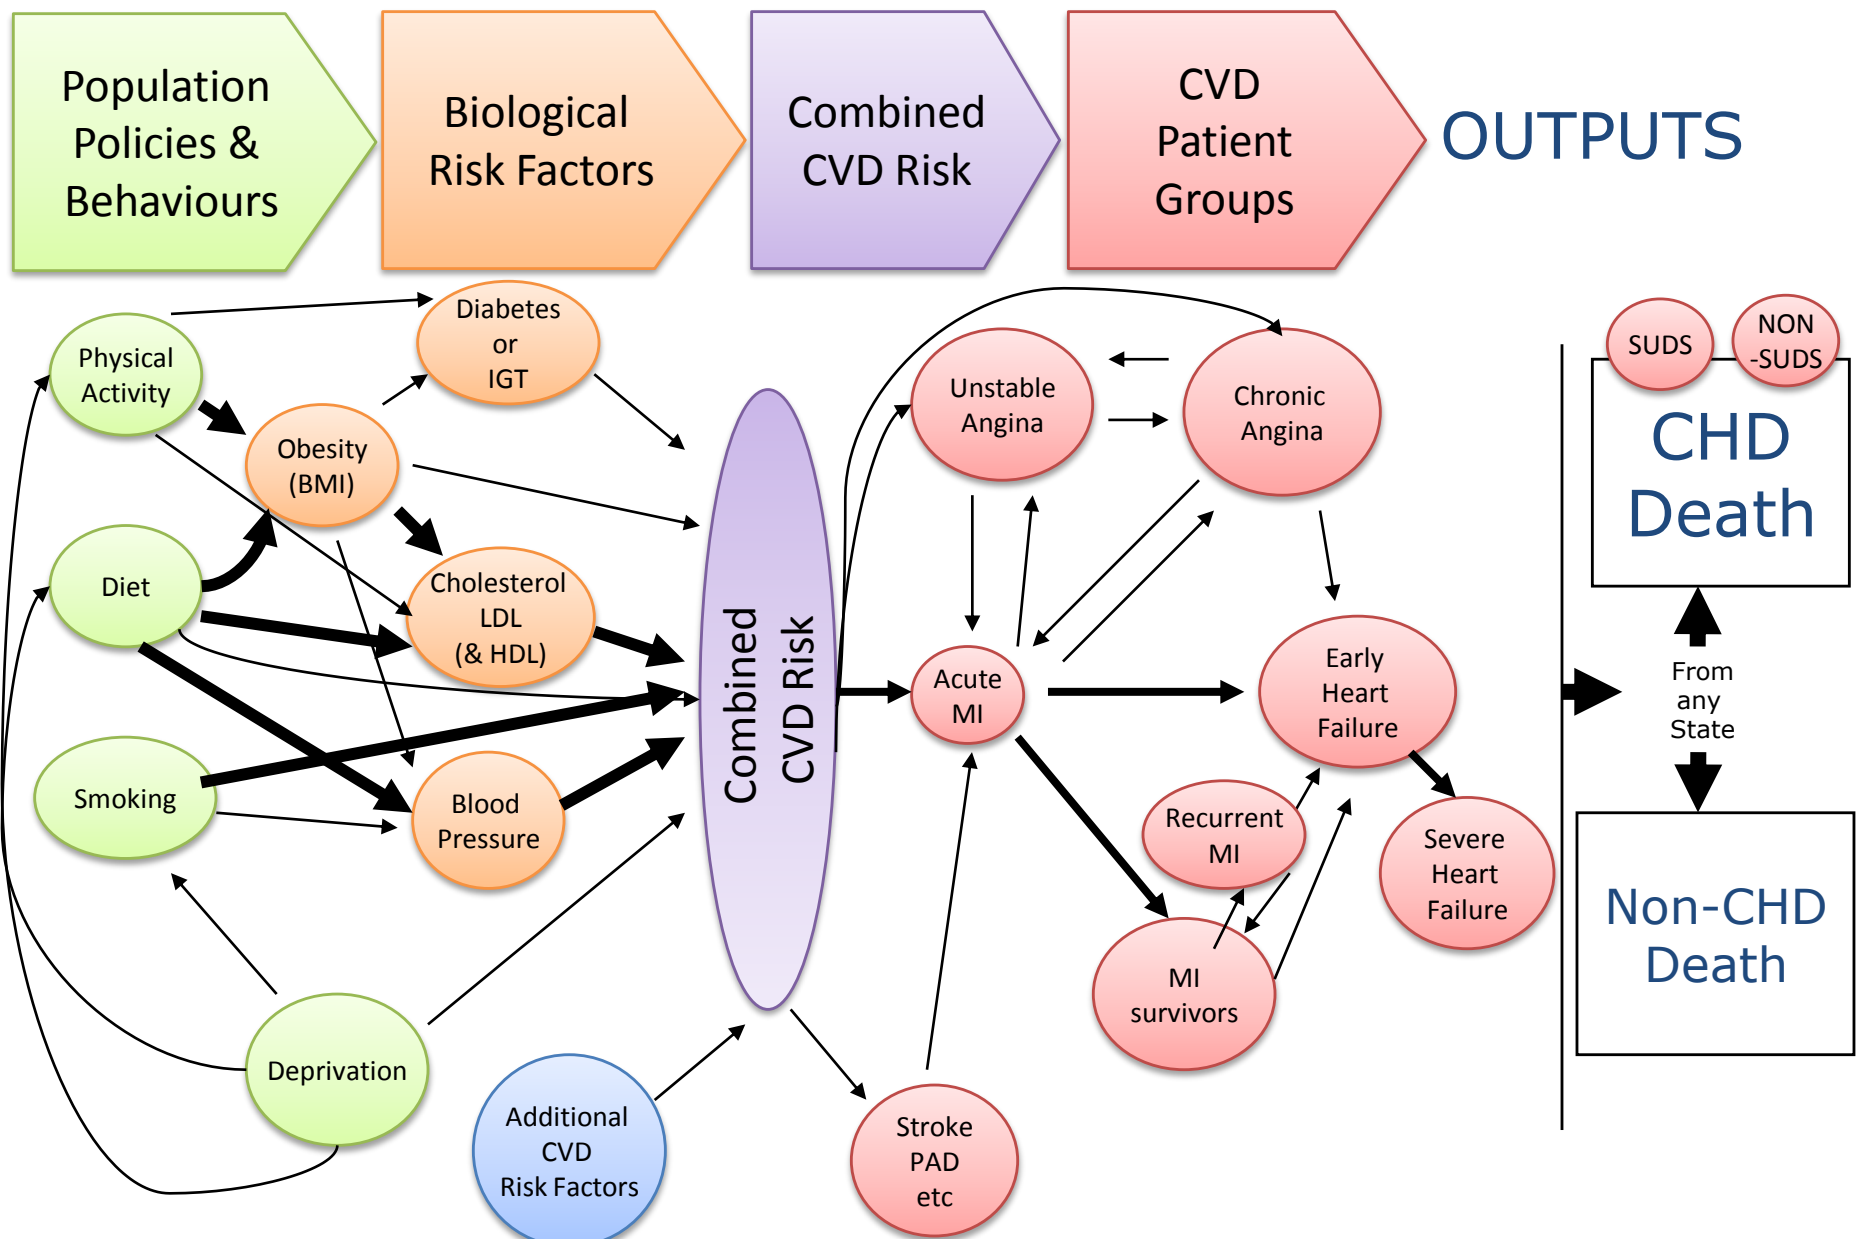 Population
Policies &
Behaviours
Biological
Risk Factors
Combined
CVD Risk
CVD
Patient
Groups
OUTPUTS
Physical
Activity
Diet
Smoking
Deprivation
Diabetes
or
IGT
Obesity
(BMI)
Cholesterol
LDL
(& HDL)
Blood
Pressure
Additional
CVD
Risk Factors
Combined
CVD Risk
Unstable
Angina
Chronic
Angina
Acute
MI
Early
Heart
Failure
Recurrent
MI
Severe
Heart
Failure
MI
survivors
Stroke
PAD
etc
SUDS
NON
-SUDS
CHD
Death
From
any
State
Non-CHD
Death